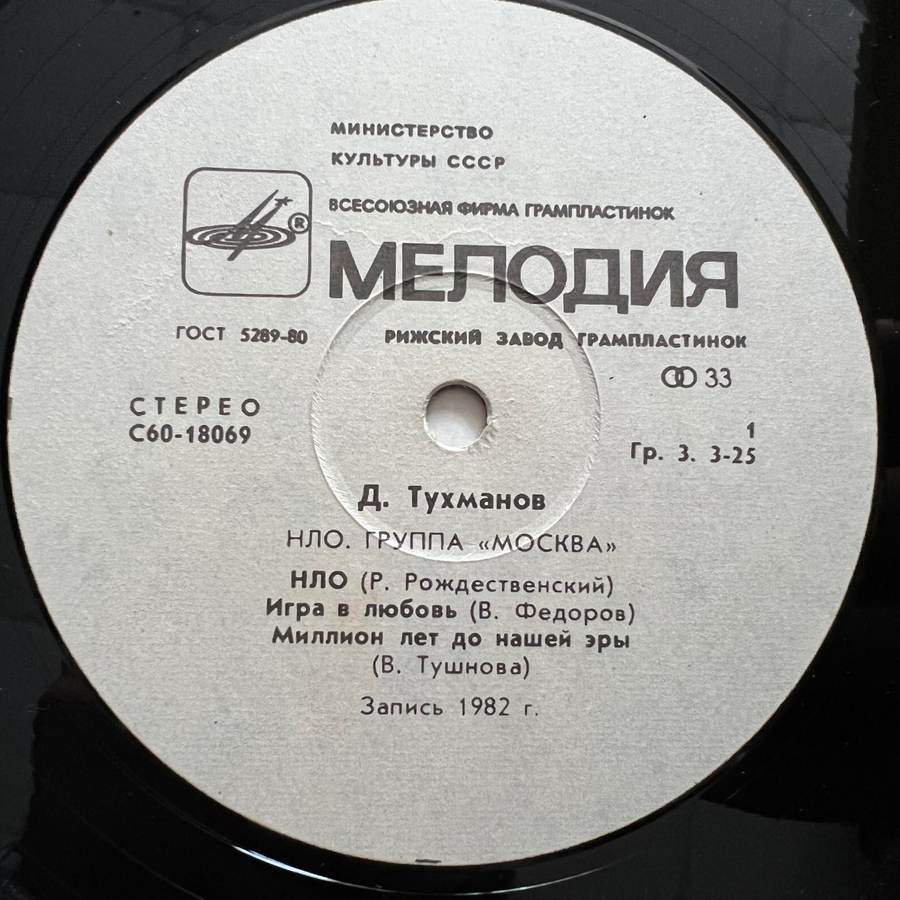 МИНИСТЕРСТВО
КУЛЬТУРЫ СССР
ВСЕСОЮЗНАЯ ФИРМА ГРАМПЛАСТИНОК
®
МЕЛОДИЯ
ГОСТ 5289-80 РИЖСКИЙ ЗАВОД ГРАМПЛАСТИНОК
33
СТЕРЕО
С60-18069
1
Гр. 3. 3-25
Д. Тухманов
НЛО. ГРУППА «МОСКВА»
НЛО (Р. Рождественский)
Игра в любовь (В. Федоров)
Миллион лет до нашей эры
(В. Тушнова)
Запись 1982 г.